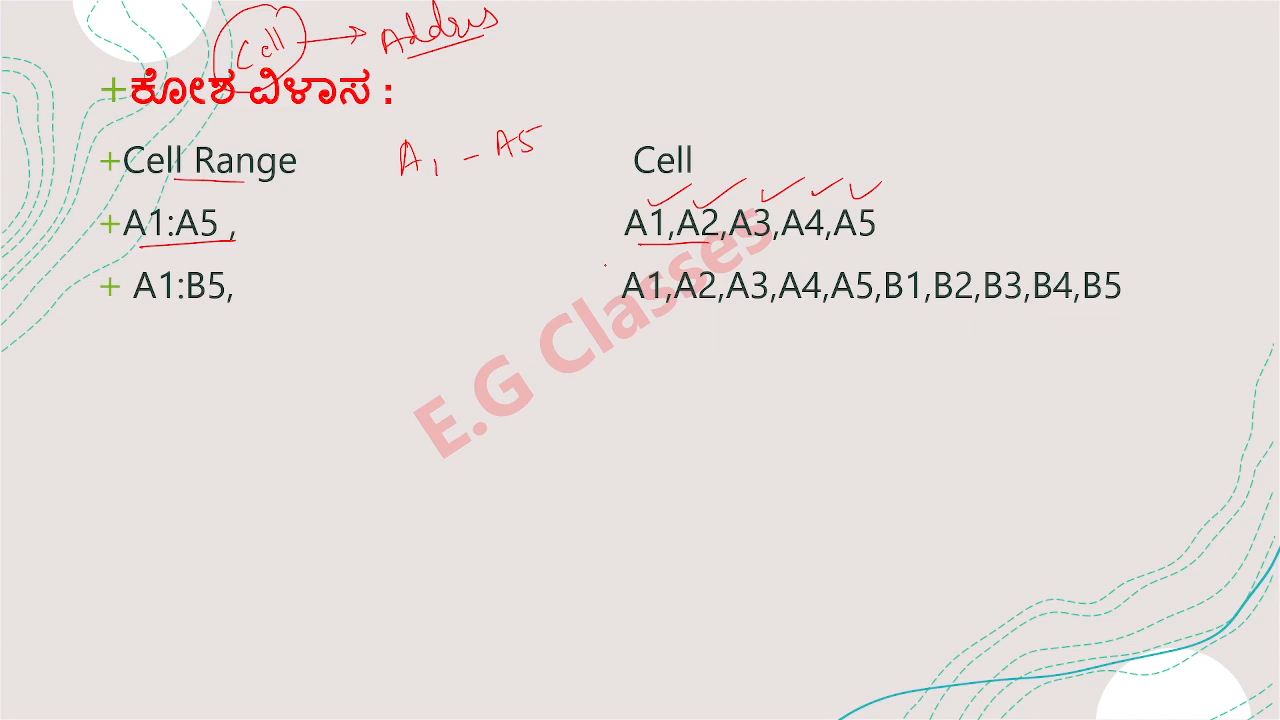 Cell → Address
+ಕೋಶ ವಿಳಾಸ :
+Cell Range A1 - A5 Cell
+A1:A5 , A1,A2,A3,A4,A5
+ A1:B5, A1,A2,A3,A4,A5,B1,B2,B3,B4,B5
E.G Classes